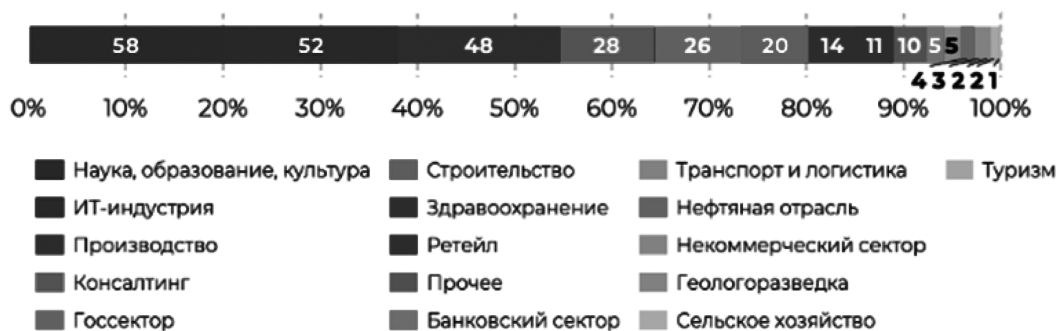 58 52 48 28 26 20 14 11 10 5 5
4 3 2 2 1
0% 10% 20% 30% 40% 50% 60% 70% 80% 90% 100%
Наука, образование, культура Строительство Транспорт и логистика Туризм
ИТ-индустрия Здравоохранение Нефтяная отрасль
Производство Ретейл Некоммерческий сектор
Консалтинг Прочее Геологоразведка
Госсектор Банковский сектор Сельское хозяйство